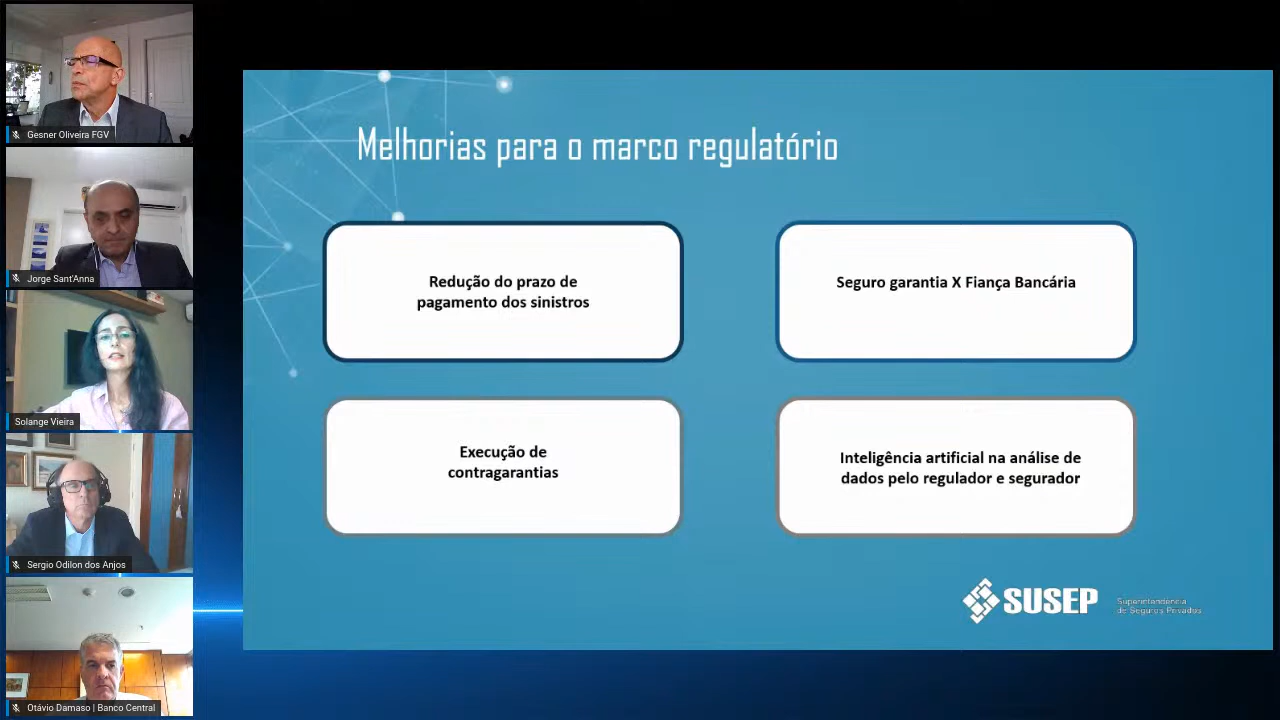 Gesner Oliveira FGV
Jorge Sant'Anna
Solange Vieira
Sergio Odilon dos Anjos
Otávio Damaso | Banco Central
Melhorias para o marco regulatório
Redução do prazo de
pagamento dos sinistros
Seguro garantia X Fiança Bancária
Execução de
contragarantias
Inteligência artificial na análise de
dados pelo regulador e segurador
SUSEP
Superintendência
de Seguros Privados